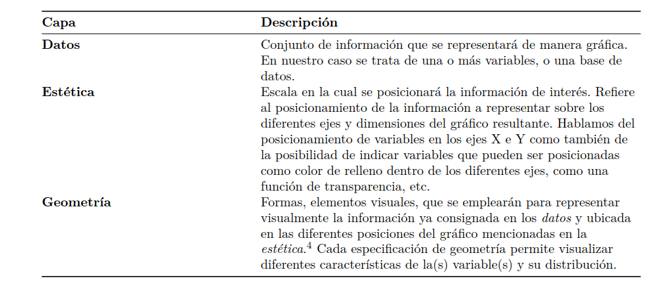 Capa Descripción
Datos Conjunto de información que se representará de manera gráfica.
En nuestro caso se trata de una o más variables, o una base de
datos.
Estética Escala en la cual se posicionará la información de interés. Refiere
al posicionamiento de la información a representar sobre los
diferentes ejes y dimensiones del gráfico resultante. Hablamos del
posicionamiento de variables en los ejes X e Y como también de
la posibilidad de indicar variables que pueden ser posicionadas
como color de relleno dentro de los diferentes ejes, como una
función de transparencia, etc.
Geometría Formas, elementos visuales, que se emplearán para representar
visualmente la información ya consignada en los datos y ubicada
en las diferentes posiciones del gráfico mencionadas en la
estética.⁴ Cada especificación de geometría permite visualizar
diferentes características de la(s) variable(s) y su distribución.